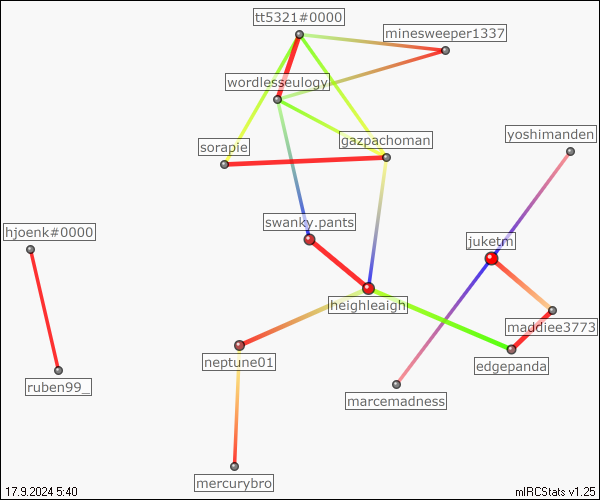 tt5321#0000
minesweeper1337
wordlesseulogy
yoshimanden
gazpachoman
sorapie
swanky.pants
hjoenk#0000
juketm
heighleaigh
maddiee3773
neptune01
edgepanda
ruben99_
marcemadness
mercurybro
17.9.2024 5:40
mIRCStats v1.25